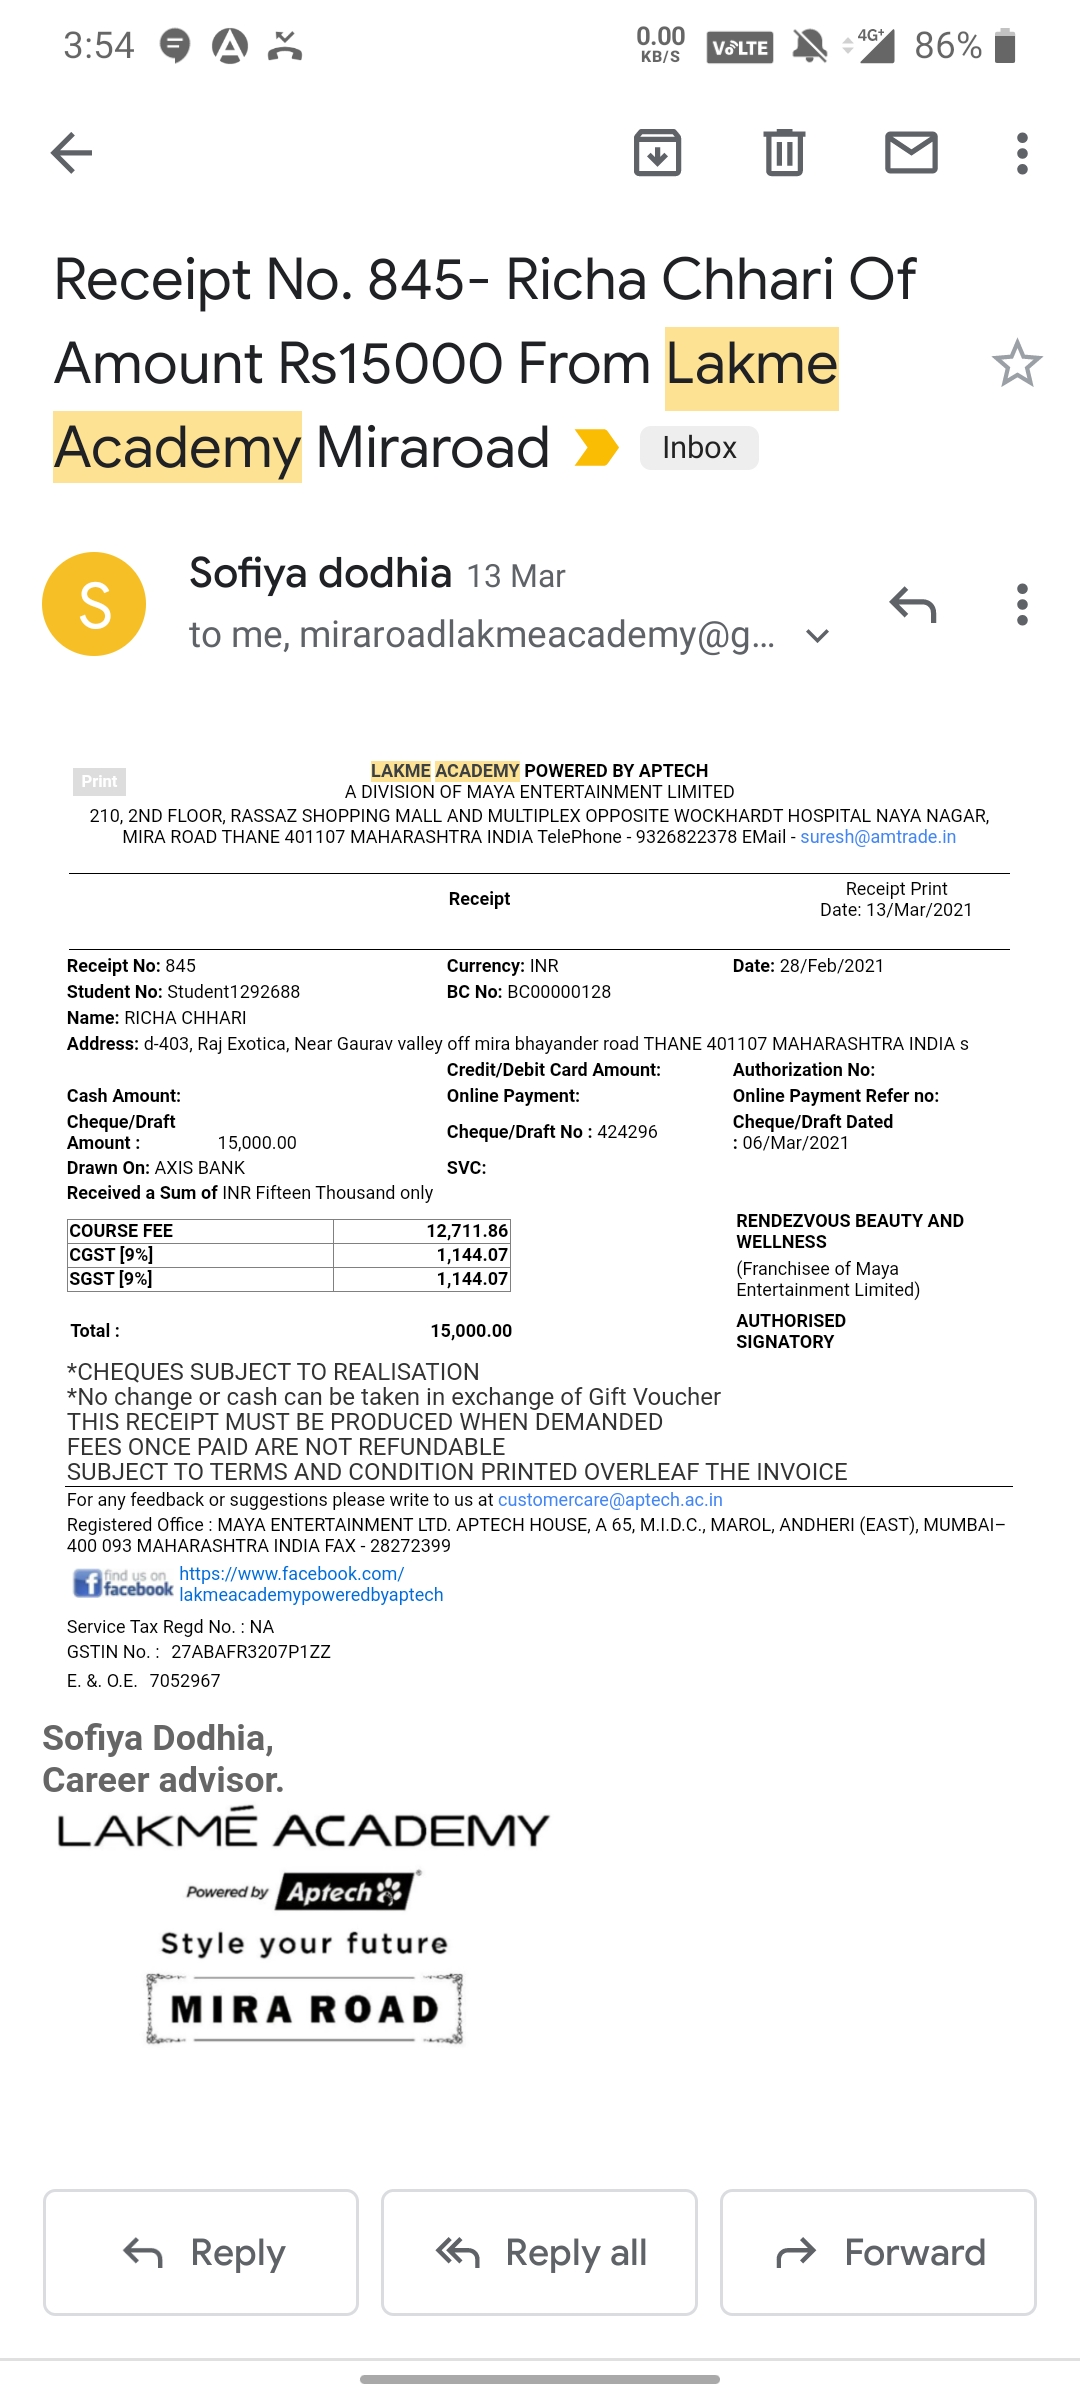 3:54 0.00 KB/S VoLTE 4G+ 86%
Receipt No. 845- Richa Chhari Of
Amount Rs15000 From Lakme
Academy Miraroad Inbox
S
Sofiya dodhia 13 Mar
to me, miraroadlakmeacademy@g...
Print
LAKME ACADEMY POWERED BY APTECH
A DIVISION OF MAYA ENTERTAINMENT LIMITED
210, 2ND FLOOR, RASSAZ SHOPPING MALL AND MULTIPLEX OPPOSITE WOCKHARDT HOSPITAL NAYA NAGAR,
MIRA ROAD THANE 401107 MAHARASHTRA INDIA TelePhone - 9326822378 EMail - suresh@amtrade.in
Receipt
Receipt Print
Date: 13/Mar/2021
Receipt No: 845 Currency: INR Date: 28/Feb/2021
Student No: Student1292688 BC No: BC00000128
Name: RICHA CHHARI
Address: d-403, Raj Exotica, Near Gaurav valley off mira bhayander road THANE 401107 MAHARASHTRA INDIA s
Credit/Debit Card Amount: Authorization No:
Cash Amount: Online Payment: Online Payment Refer no:
Cheque/Draft
Amount : 15,000.00 Cheque/Draft No : 424296 Cheque/Draft Dated
: 06/Mar/2021
Drawn On: AXIS BANK SVC:
Received a Sum of INR Fifteen Thousand only
COURSE FEE 12,711.86
CGST [9%] 1,144.07
SGST [9%] 1,144.07
Total : 15,000.00
RENDEZVOUS BEAUTY AND
WELLNESS
(Franchisee of Maya
Entertainment Limited)
AUTHORISED
SIGNATORY
*CHEQUES SUBJECT TO REALISATION
*No change or cash can be taken in exchange of Gift Voucher
THIS RECEIPT MUST BE PRODUCED WHEN DEMANDED
FEES ONCE PAID ARE NOT REFUNDABLE
SUBJECT TO TERMS AND CONDITION PRINTED OVERLEAF THE INVOICE
For any feedback or suggestions please write to us at customercare@aptech.ac.in
Registered Office : MAYA ENTERTAINMENT LTD. APTECH HOUSE, A 65, M.I.D.C., MAROL, ANDHERI (EAST), MUMBAI–
400 093 MAHARASHTRA INDIA FAX - 28272399
find us on
facebook
https://www.facebook.com/
lakmeacademypoweredbyaptech
Service Tax Regd No. : NA
GSTIN No. : 27ABAFR3207P1ZZ
E. &. O.E. 7052967
Sofiya Dodhia,
Career advisor.
LAKMÉ ACADEMY
Powered by Aptech
Style your future
MIRA ROAD
Reply Reply all Forward